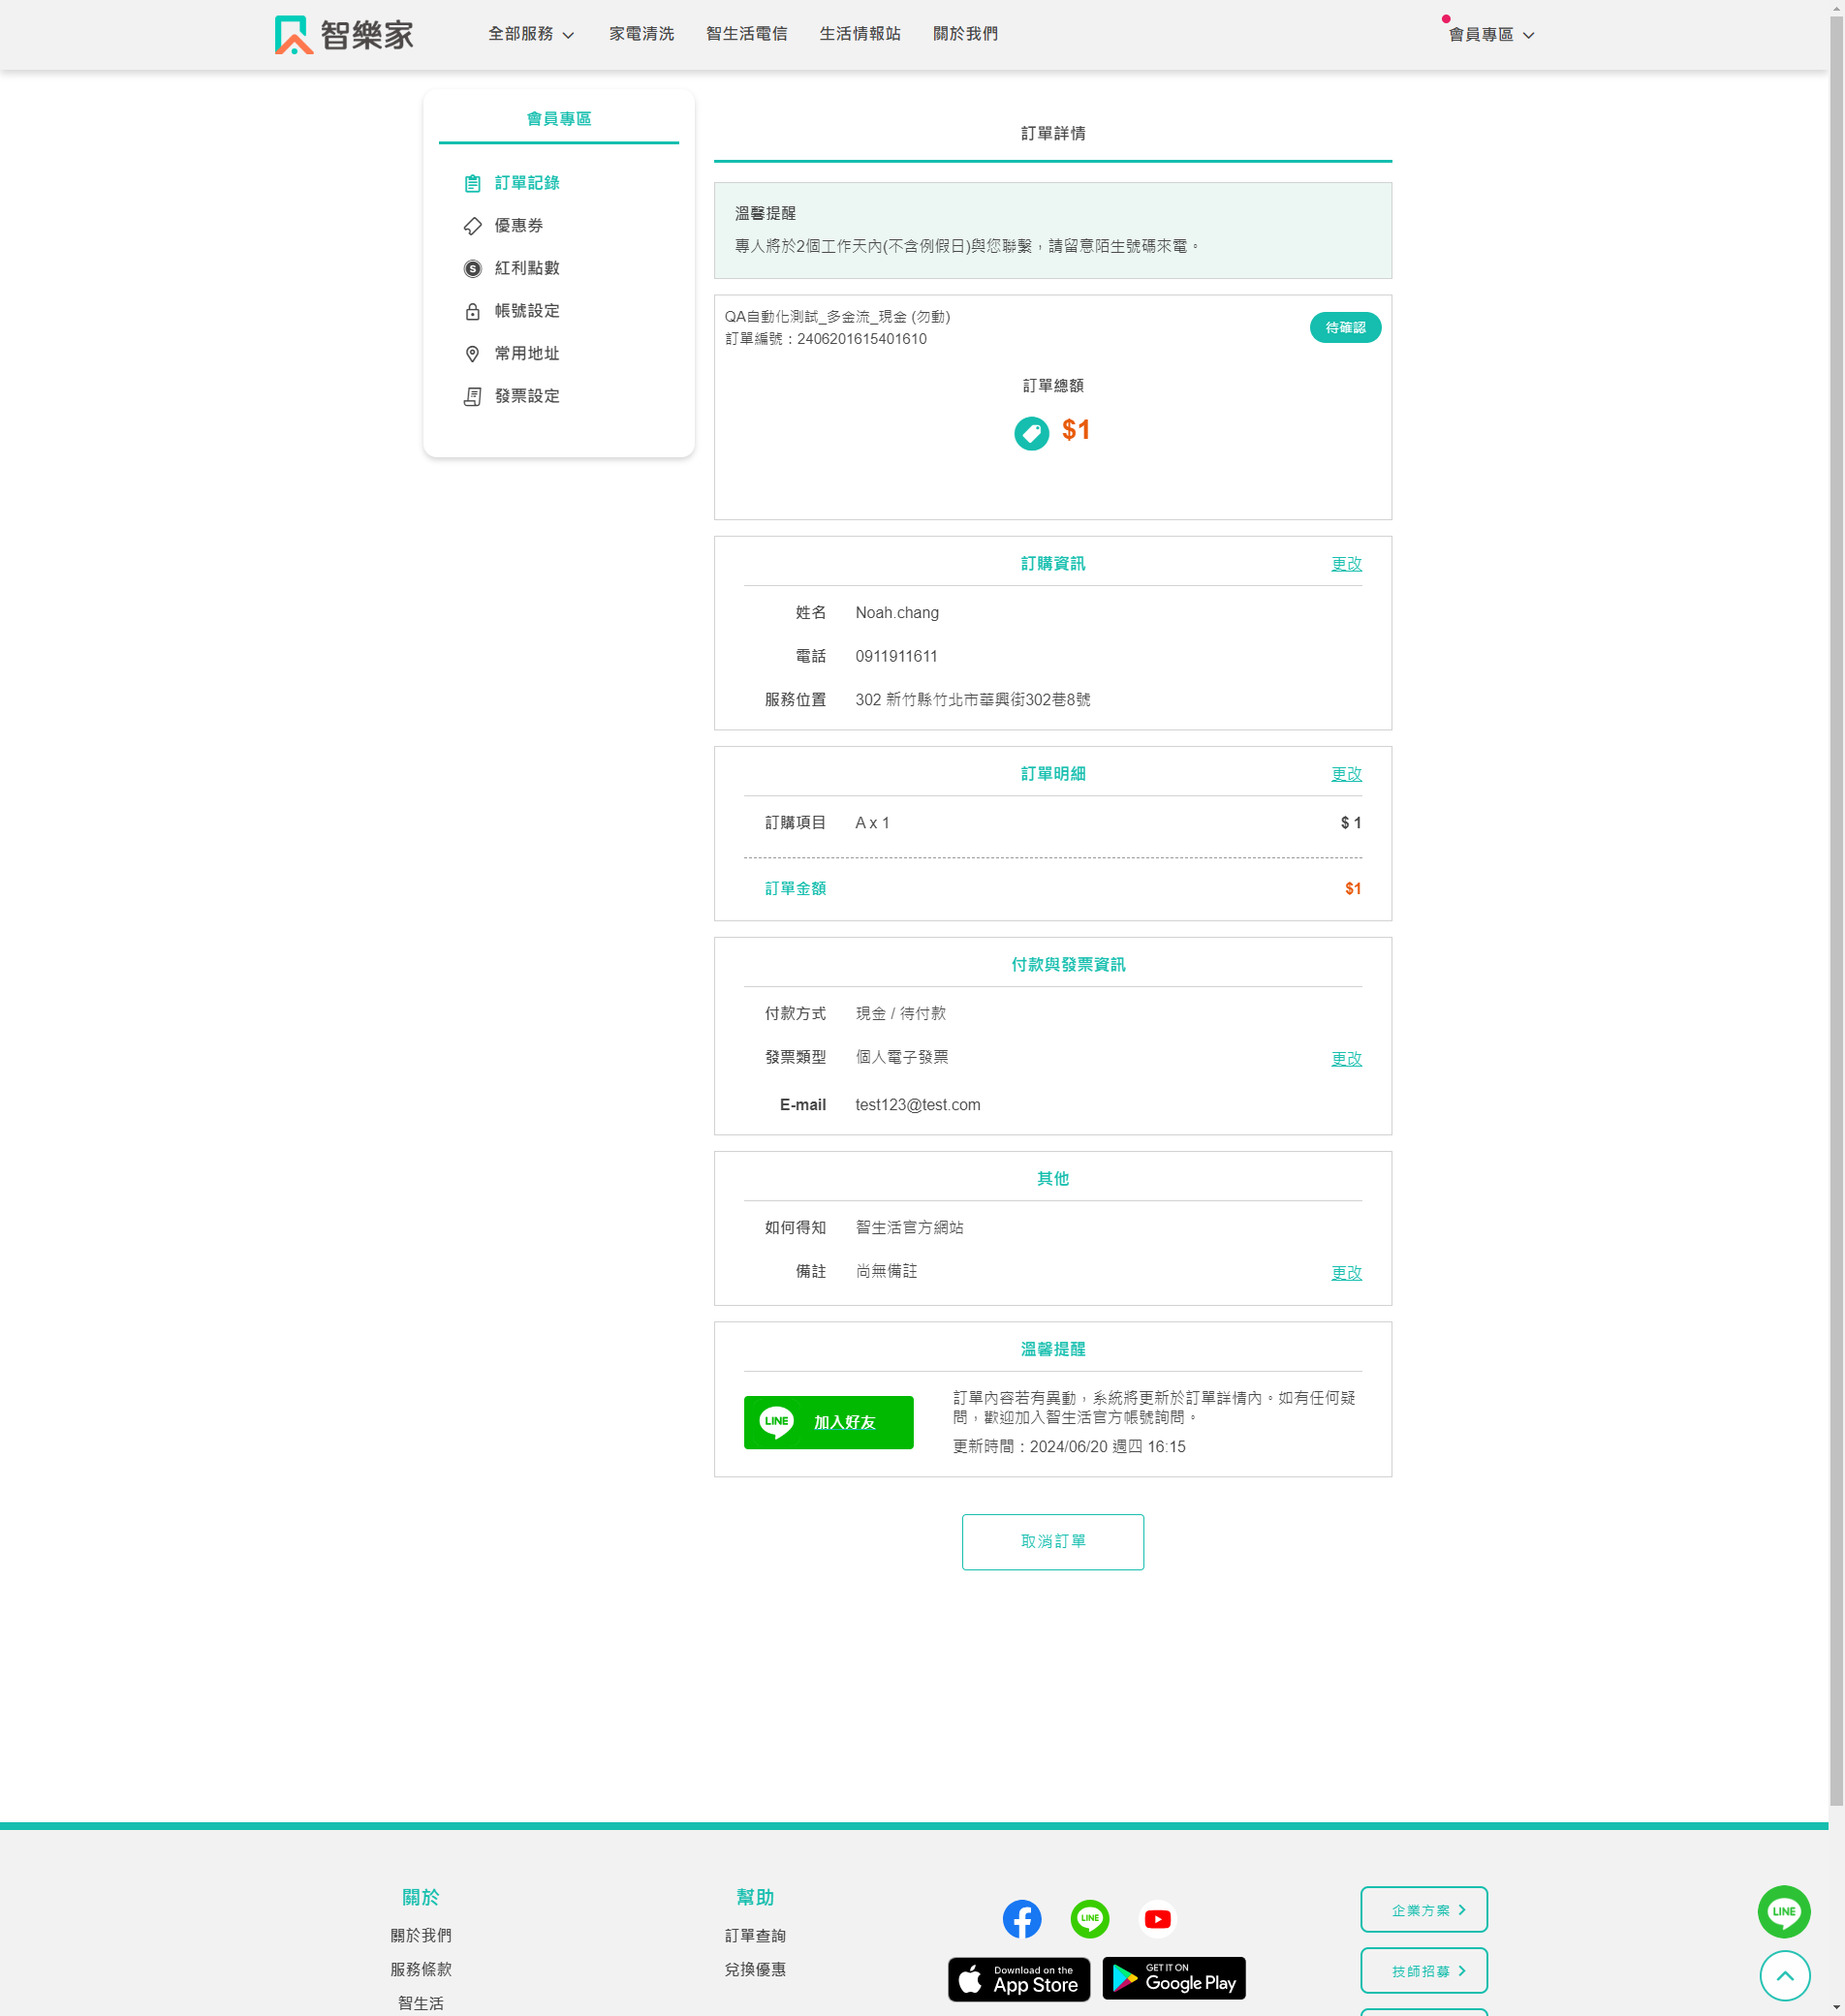 智樂家
全部服務
家電清洗
智生活電信
生活情報站
關於我們
會員專區
會員專區
訂單記錄
優惠券
紅利點數
帳號設定
常用地址
發票設定
訂單詳情
溫馨提醒
專人將於2個工作天內(不含例假日)與您聯繫，請留意陌生號碼來電。
QA自動化測試_多金流_現金 (勿動)
訂單編號：2406201615401610
待確認
訂單總額
$1
訂購資訊
更改
姓名 Noah.chang
電話 0911911611
服務位置 302 新竹縣竹北市華興街302巷8號
訂單明細
更改
訂購項目 A x 1 $ 1
訂單金額 $1
付款與發票資訊
付款方式 現金 / 待付款
發票類型 個人電子發票 更改
E-mail test123@test.com
其他
如何得知 智生活官方網站
備註 尚無備註 更改
溫馨提醒
LINE 加入好友
訂單內容若有異動，系統將更新於訂單詳情內。如有任何疑
問，歡迎加入智生活官方帳號詢問。
更新時間：2024/06/20 週四 16:15
取消訂單
關於
關於我們
服務條款
智生活
幫助
訂單查詢
兌換優惠
LINE
Download on the
App Store
GET IT ON
Google Play
企業方案
技師招募
LINE